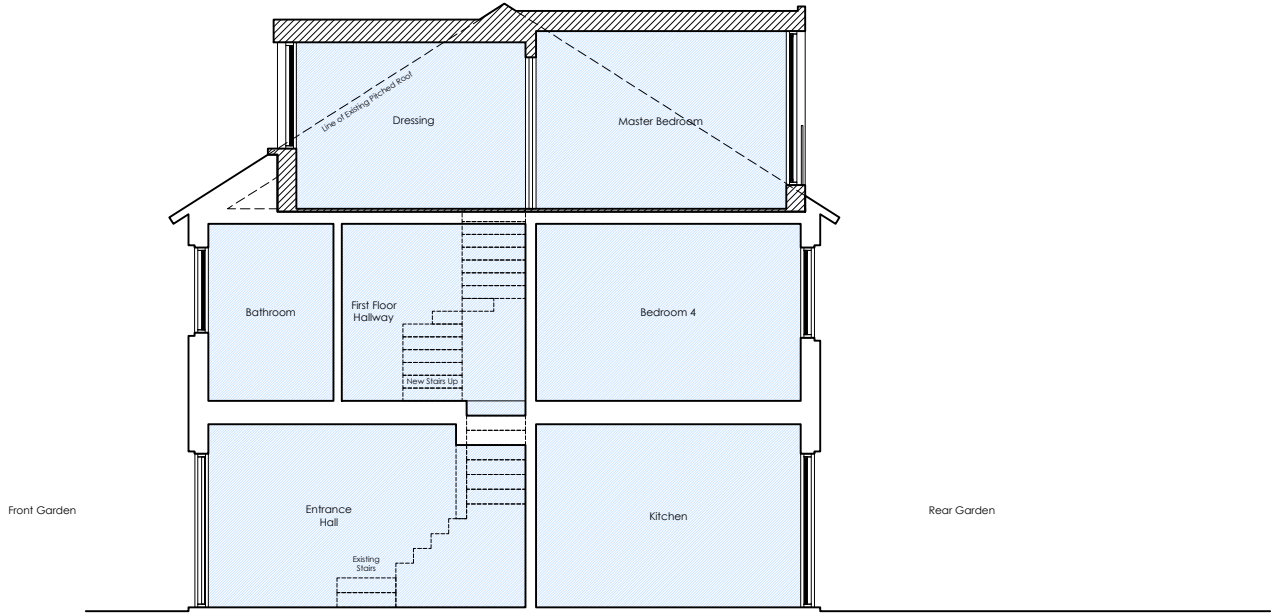 Line of Existing Pitched Roof
Dressing
Master Bedroom
Bathroom
First Floor
Hallway
Bedroom 4
New Stairs Up
Front Garden
Entrance
Hall
Kitchen
Rear Garden
Existing
Stairs